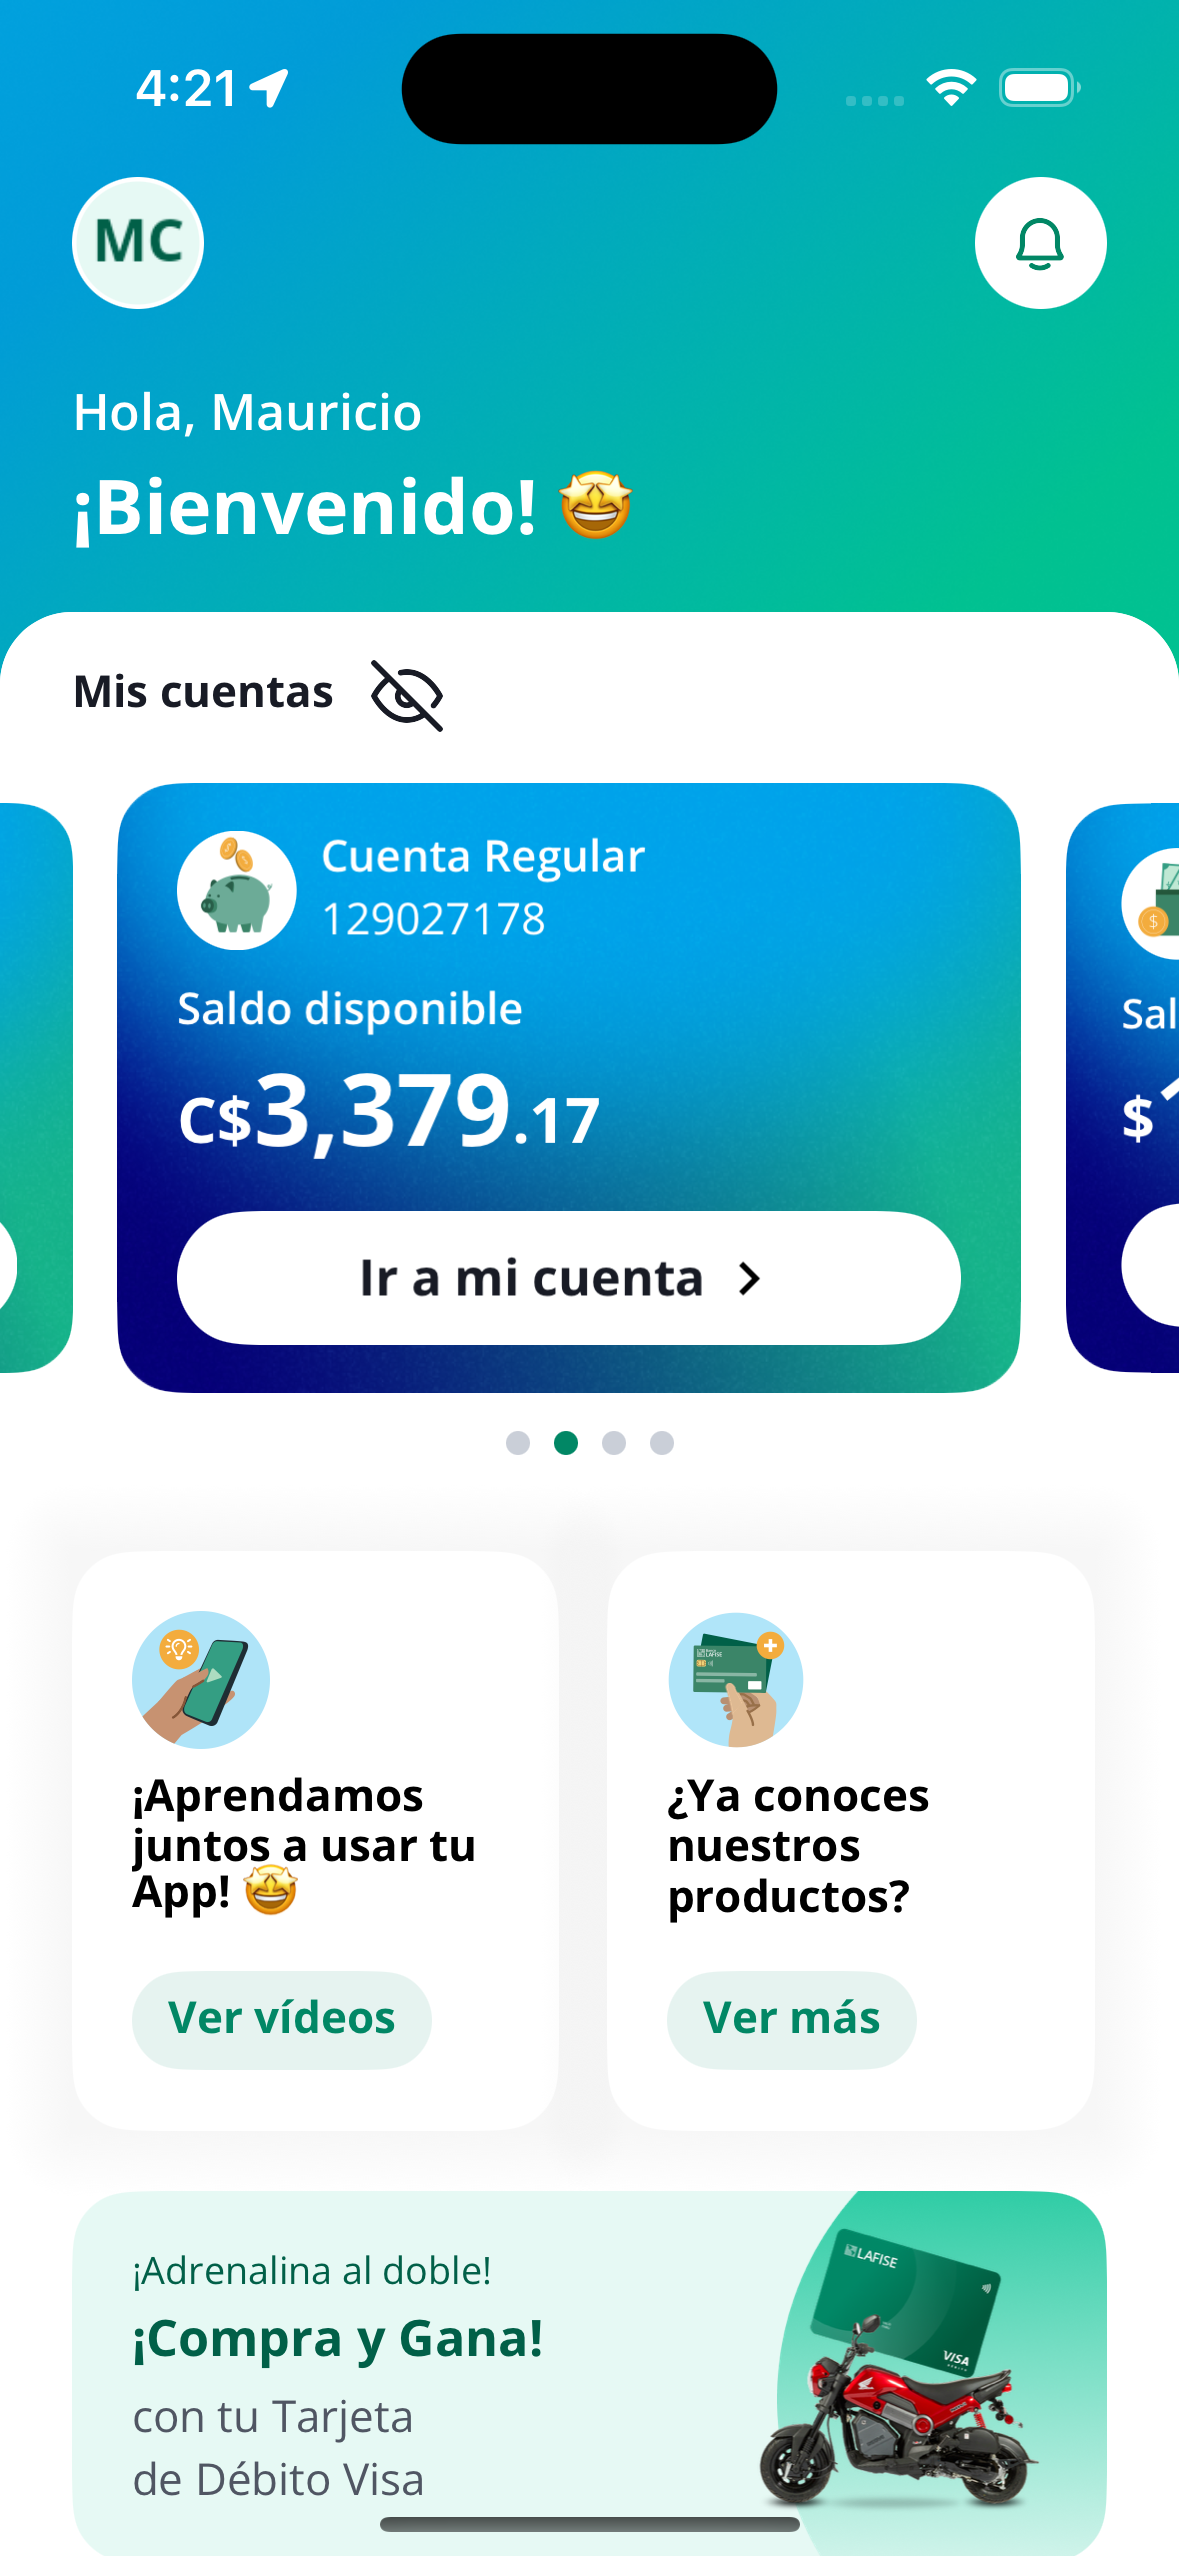 4:21
MC
Hola, Mauricio
¡Bienvenido! 🤩
Mis cuentas
Cuenta Regular
129027178
Saldo disponible
C$3,379.17
Ir a mi cuenta
Sal
$
¡Aprendamos
juntos a usar tu
App! 🤩
Ver vídeos
LAFISE
¿Ya conoces
nuestros
productos?
Ver más
¡Adrenalina al doble!
¡Compra y Gana!
con tu Tarjeta
de Débito Visa
LAFISE
VISA